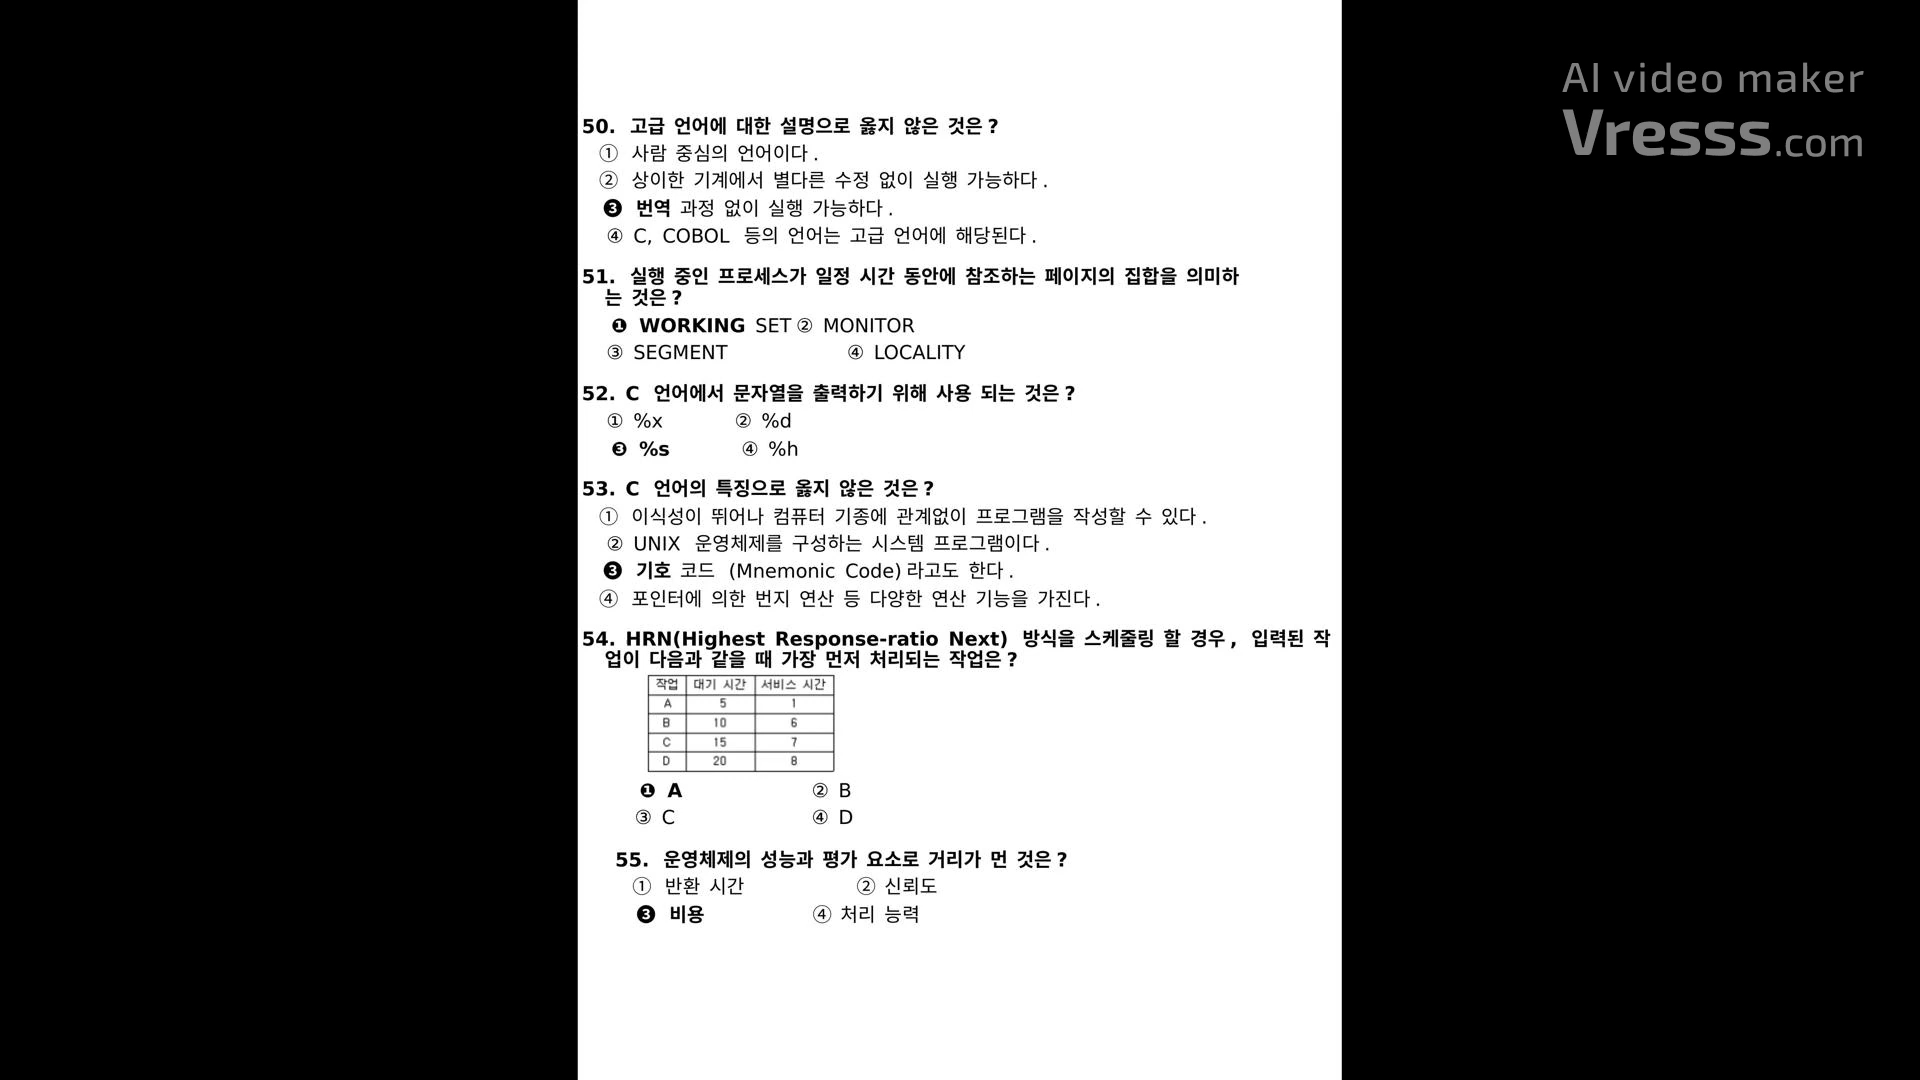 AI video maker
Vresss.com
50. 고급 언어에 대한 설명으로 옳지 않은 것은?
① 사람 중심의 언어이다.
② 상이한 기계에서 별다른 수정 없이 실행 가능하다.
❸ 번역 과정 없이 실행 가능하다.
④ C, COBOL 등의 언어는 고급 언어에 해당된다.
51. 실행 중인 프로세스가 일정 시간 동안에 참조하는 페이지의 집합을 의미하
는 것은?
❶ WORKING SET ② MONITOR
③ SEGMENT ④ LOCALITY
52. C 언어에서 문자열을 출력하기 위해 사용 되는 것은?
① %x ② %d
❸ %s ④ %h
53. C 언어의 특징으로 옳지 않은 것은?
① 이식성이 뛰어나 컴퓨터 기종에 관계없이 프로그램을 작성할 수 있다.
② UNIX 운영체제를 구성하는 시스템 프로그램이다.
❸ 기호 코드 (Mnemonic Code)라고도 한다.
④ 포인터에 의한 번지 연산 등 다양한 연산 기능을 가진다.
54. HRN(Highest Response-ratio Next) 방식을 스케줄링 할 경우, 입력된 작
업이 다음과 같을 때 가장 먼저 처리되는 작업은?
작업 대기 시간 서비스 시간
A 5 1
B 10 6
C 15 7
D 20 8
❶ A ② B
③ C ④ D
55. 운영체제의 성능과 평가 요소로 거리가 먼 것은?
① 반환 시간 ② 신뢰도
❸ 비용 ④ 처리 능력